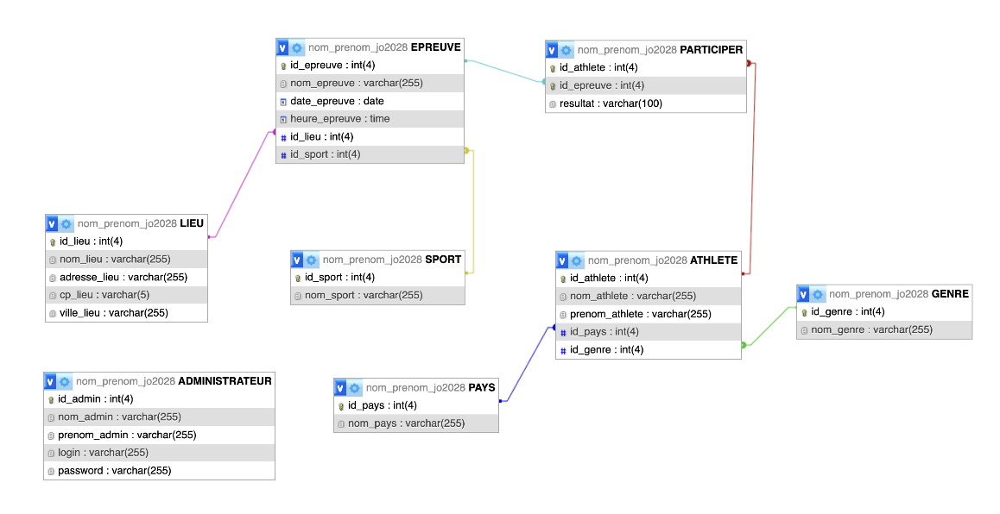 nom_prenom_jo2028 EPREUVE
id_epreuve : int(4)
nom_epreuve : varchar(255)
date_epreuve : date
heure_epreuve : time
id_lieu : int(4)
id_sport : int(4)
nom_prenom_jo2028 PARTICIPER
id_athlete : int(4)
id_epreuve : int(4)
resultat : varchar(100)
nom_prenom_jo2028 LIEU
id_lieu : int(4)
nom_lieu : varchar(255)
adresse_lieu : varchar(255)
cp_lieu : varchar(5)
ville_lieu : varchar(255)
nom_prenom_jo2028 SPORT
id_sport : int(4)
nom_sport : varchar(255)
nom_prenom_jo2028 ATHLETE
id_athlete : int(4)
nom_athlete : varchar(255)
prenom_athlete : varchar(255)
id_pays : int(4)
id_genre : int(4)
nom_prenom_jo2028 GENRE
id_genre : int(4)
nom_genre : varchar(255)
nom_prenom_jo2028 ADMINISTRATEUR
id_admin : int(4)
nom_admin : varchar(255)
prenom_admin : varchar(255)
login : varchar(255)
password : varchar(255)
nom_prenom_jo2028 PAYS
id_pays : int(4)
nom_pays : varchar(255)